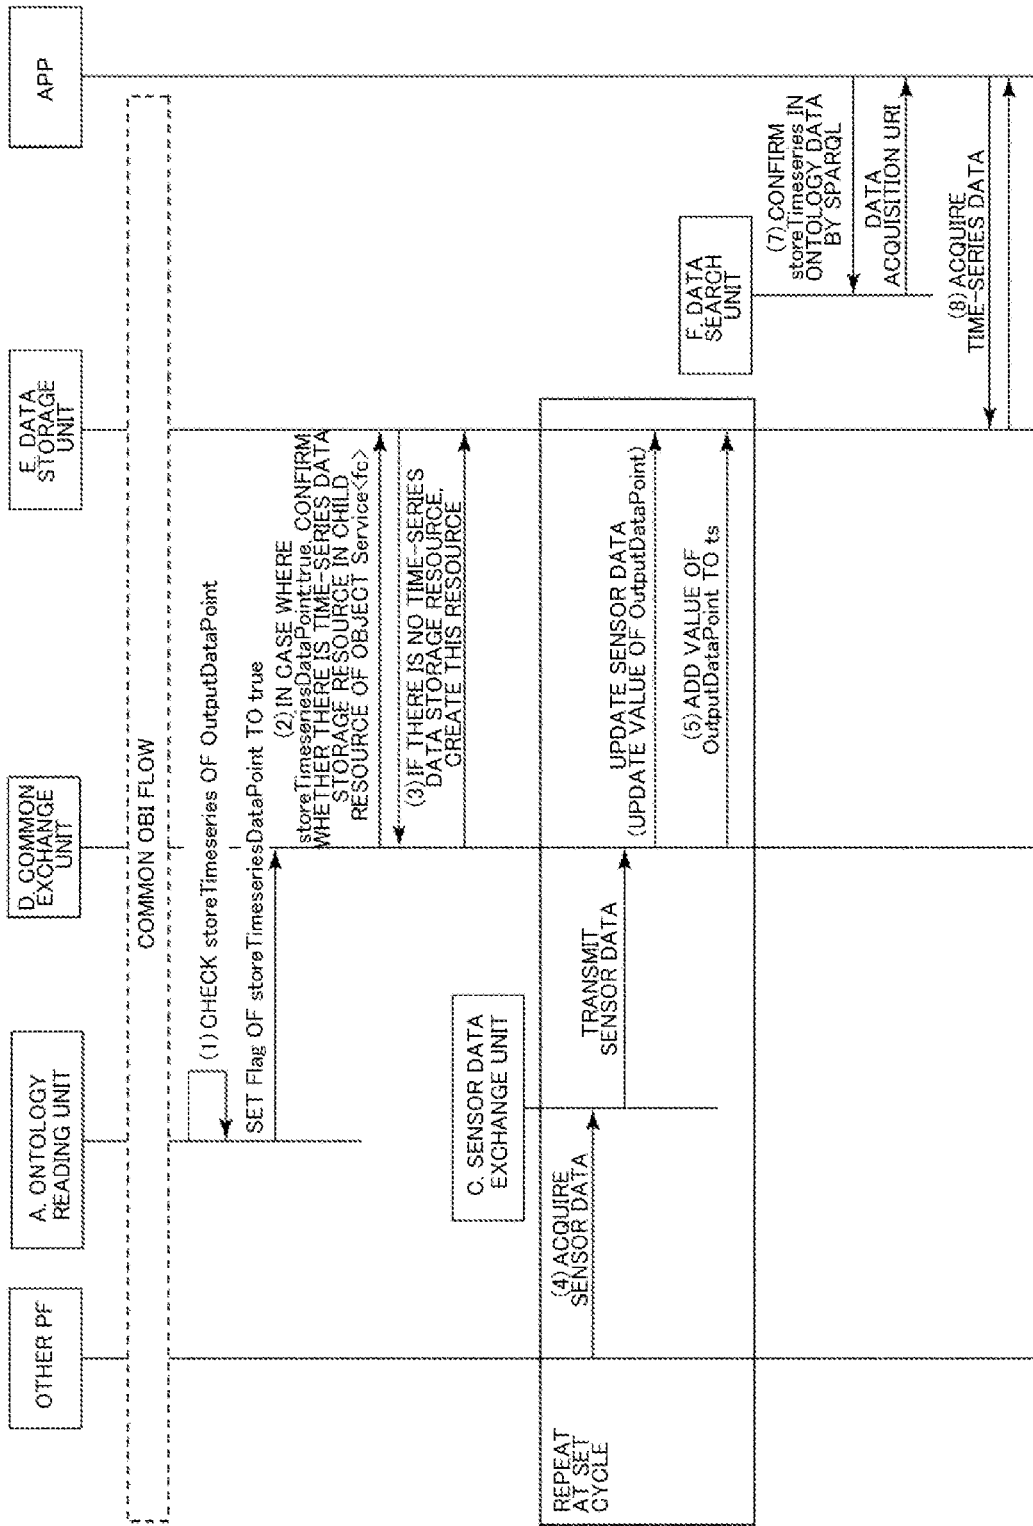 OTHER PF
A. ONTOLOGY
READING UNIT
D. COMMON
EXCHANGE
UNIT
E. DATA
STORAGE
UNIT
APP
COMMON OBI FLOW
(1) CHECK storeTimeseries OF OutputDataPoint
SET Flag OF storeTimeseriesDataPoint TO true
(2) IN CASE WHERE
storeTimeseriesDataPoint:true, CONFIRM
WHETHER THERE IS TIME-SERIES DATA
STORAGE RESOURCE IN CHILD
RESOURCE OF OBJECT Service<fc>
(3) IF THERE IS NO TIME-SERIES
DATA STORAGE RESOURCE,
CREATE THIS RESOURCE
C. SENSOR DATA
EXCHANGE UNIT
REPEAT
AT SET
CYCLE
(4) ACQUIRE
SENSOR DATA
TRANSMIT
SENSOR DATA
UPDATE SENSOR DATA
(UPDATE VALUE OF OutputDataPoint)
(5) ADD VALUE OF
OutputDataPoint TO ts
F. DATA
SEARCH
UNIT
(7) CONFIRM
storeTimeseries IN
ONTOLOGY DATA
BY SPARQL
DATA
ACQUISITION URI
(8) ACQUIRE
TIME-SERIES DATA